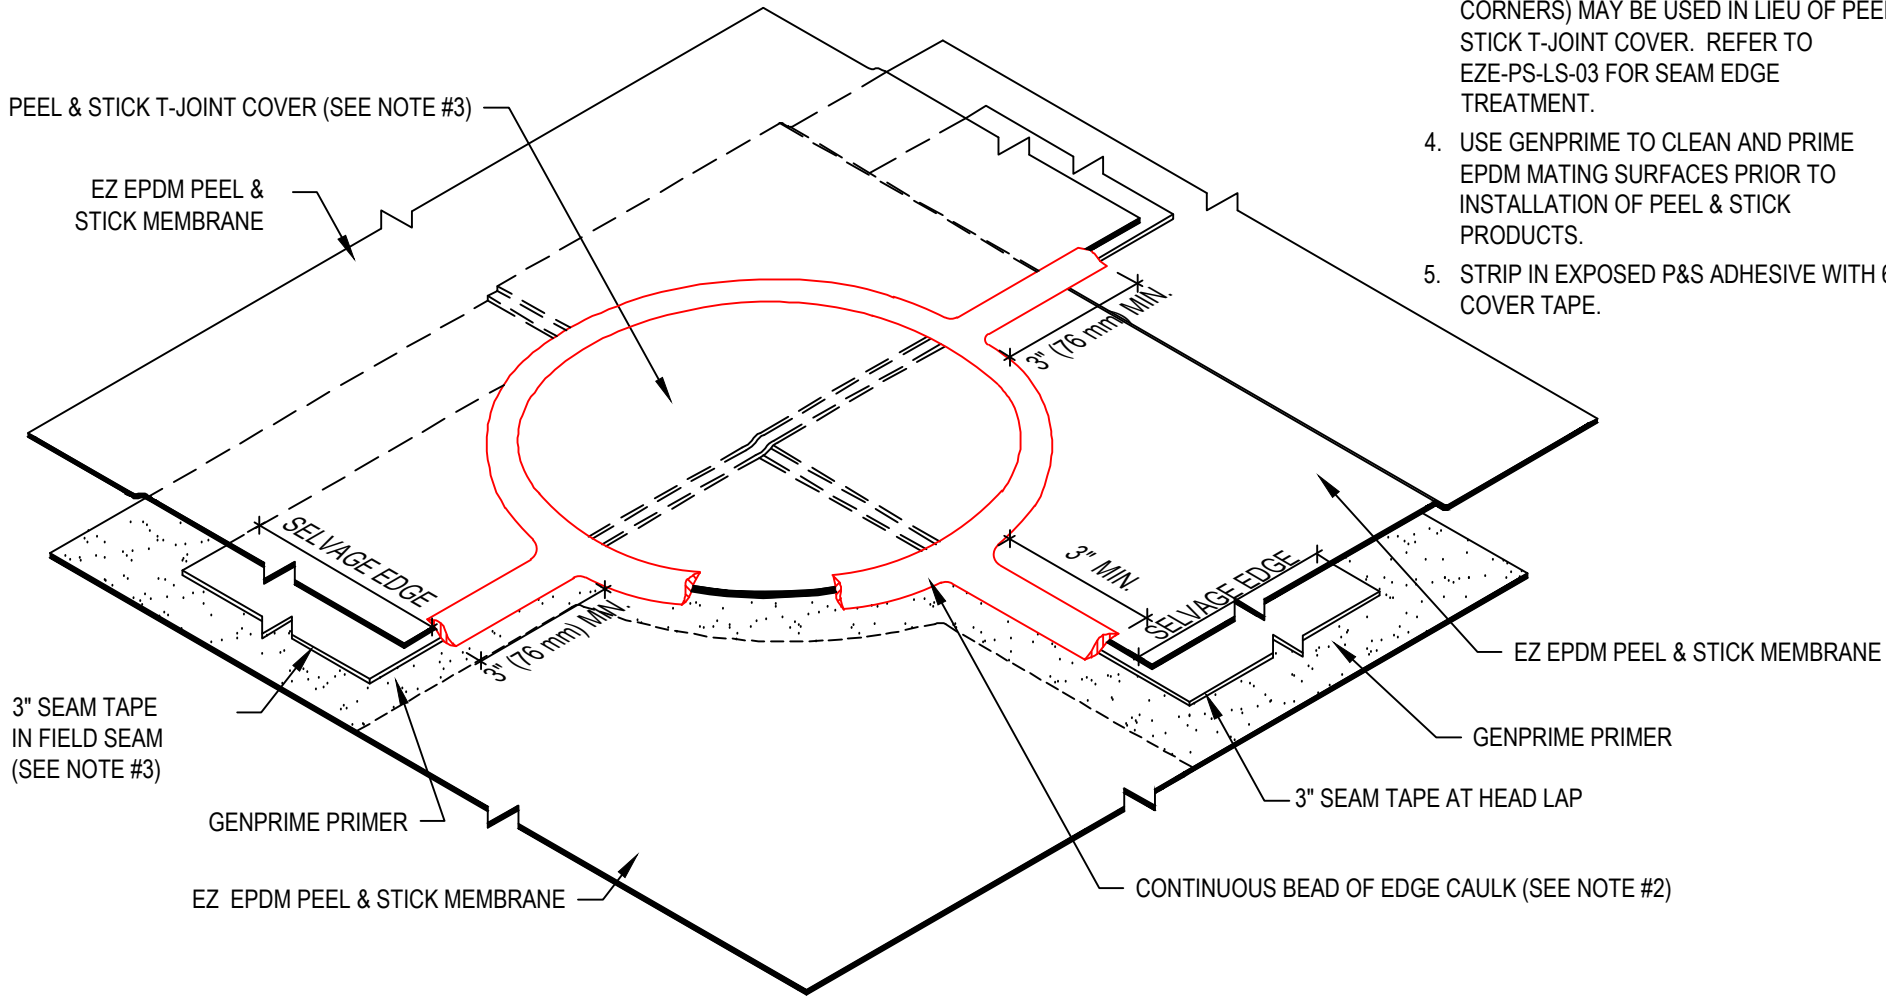 CORNERS) MAY BE USED IN LIEU OF PEEL
STICK T-JOINT COVER. REFER TO
EZE-PS-LS-03 FOR SEAM EDGE
TREATMENT.
4. USE GENPRIME TO CLEAN AND PRIME
EPDM MATING SURFACES PRIOR TO
INSTALLATION OF PEEL & STICK
PRODUCTS.
5. STRIP IN EXPOSED P&S ADHESIVE WITH 6
COVER TAPE.
PEEL & STICK T-JOINT COVER (SEE NOTE #3)
EZ EPDM PEEL &
STICK MEMBRANE
3" (76 mm) MIN.
SELVAGE EDGE
3" MIN.
SELVAGE EDGE
3" (76 mm) MIN.
EZ EPDM PEEL & STICK MEMBRANE
3" SEAM TAPE
IN FIELD SEAM
(SEE NOTE #3)
GENPRIME PRIMER
3" SEAM TAPE AT HEAD LAP
GENPRIME PRIMER
EZ EPDM PEEL & STICK MEMBRANE
CONTINUOUS BEAD OF EDGE CAULK (SEE NOTE #2)